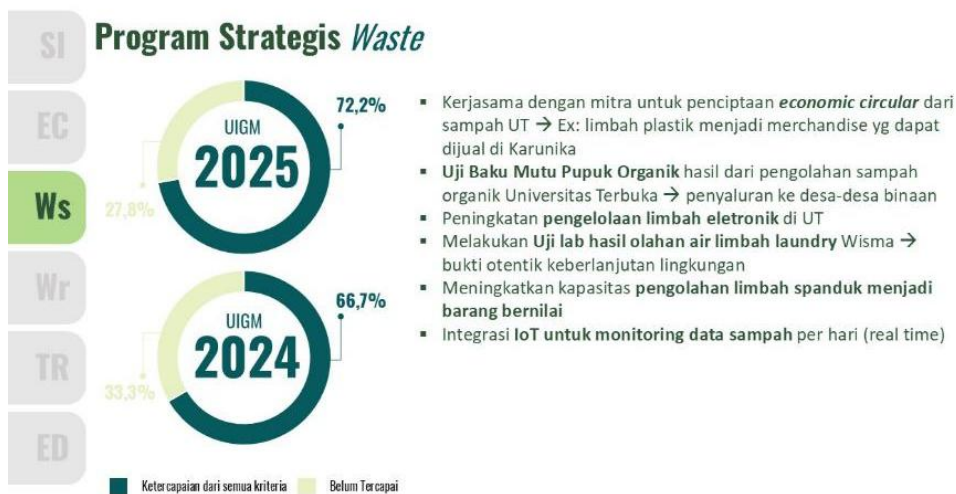 SI
EC
Ws
Wr
TR
ED
Program Strategis Waste
UIGM
2025
72,2%
27,8%
UIGM
2024
66,7%
33,3%
Ketercapaian dari semua kriteria
Belum Tercapai
▪ Kerjasama dengan mitra untuk penciptaan economic circular dari
sampah UT → Ex: limbah plastik menjadi merchandise yg dapat
dijual di Karunika
▪ Uji Baku Mutu Pupuk Organik hasil dari pengolahan sampah
organik Universitas Terbuka → penyaluran ke desa-desa binaan
▪ Peningkatan pengelolaan limbah eletronik di UT
▪ Melakukan Uji lab hasil olahan air limbah laundry Wisma →
bukti otentik keberlanjutan lingkungan
▪ Meningkatkan kapasitas pengolahan limbah spanduk menjadi
barang bernilai
▪ Integrasi IoT untuk monitoring data sampah per hari (real time)